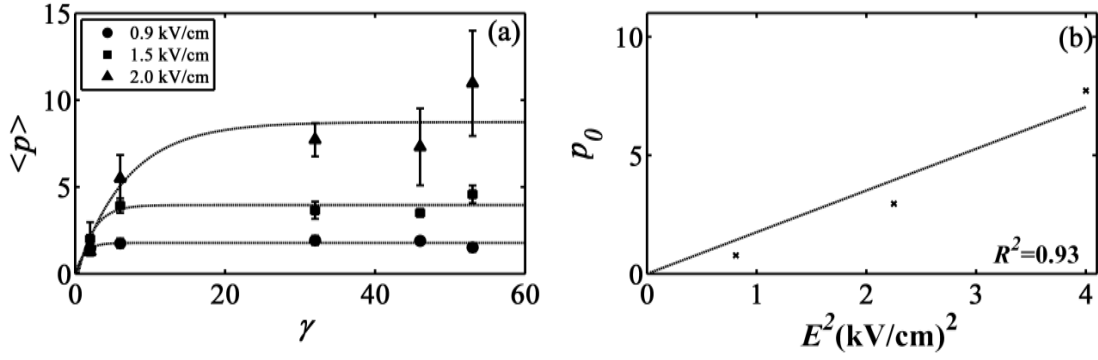 15
10
5
0
<p>
0.9 kV/cm
1.5 kV/cm
2.0 kV/cm
(a)
0 20 40 60
γ
10
5
0
p0
(b)
R²=0.93
0 1 2 3 4
E²(kV/cm)²